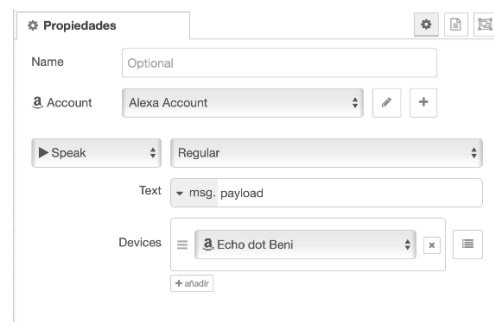 Propiedades
Name Optional
Account Alexa Account
Speak Regular
Text msg. payload
Devices Echo dot Beni
añadir